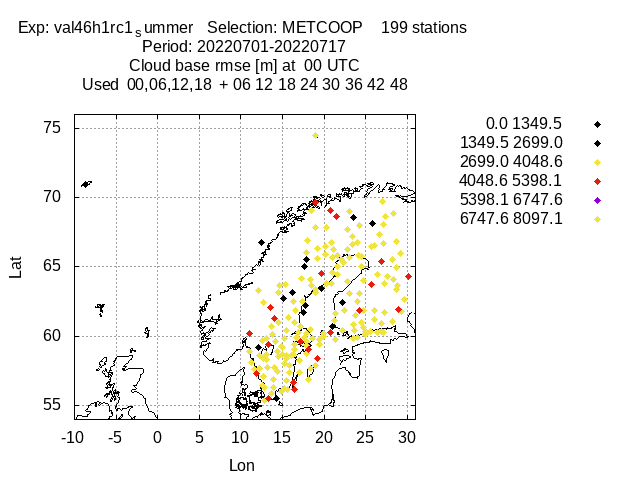 Exp: val46h1rc1summer Selection: METCOOP 199 stations
Period: 20220701-20220717
Cloud base rmse [m] at 00 UTC
Used 00,06,12,18 + 06 12 18 24 30 36 42 48
0.0 1349.5
1349.5 2699.0
2699.0 4048.6
4048.6 5398.1
5398.1 6747.6
6747.6 8097.1
75
70
65
60
55
Lat
-10 -5 0 5 10 15 20 25 30
Lon